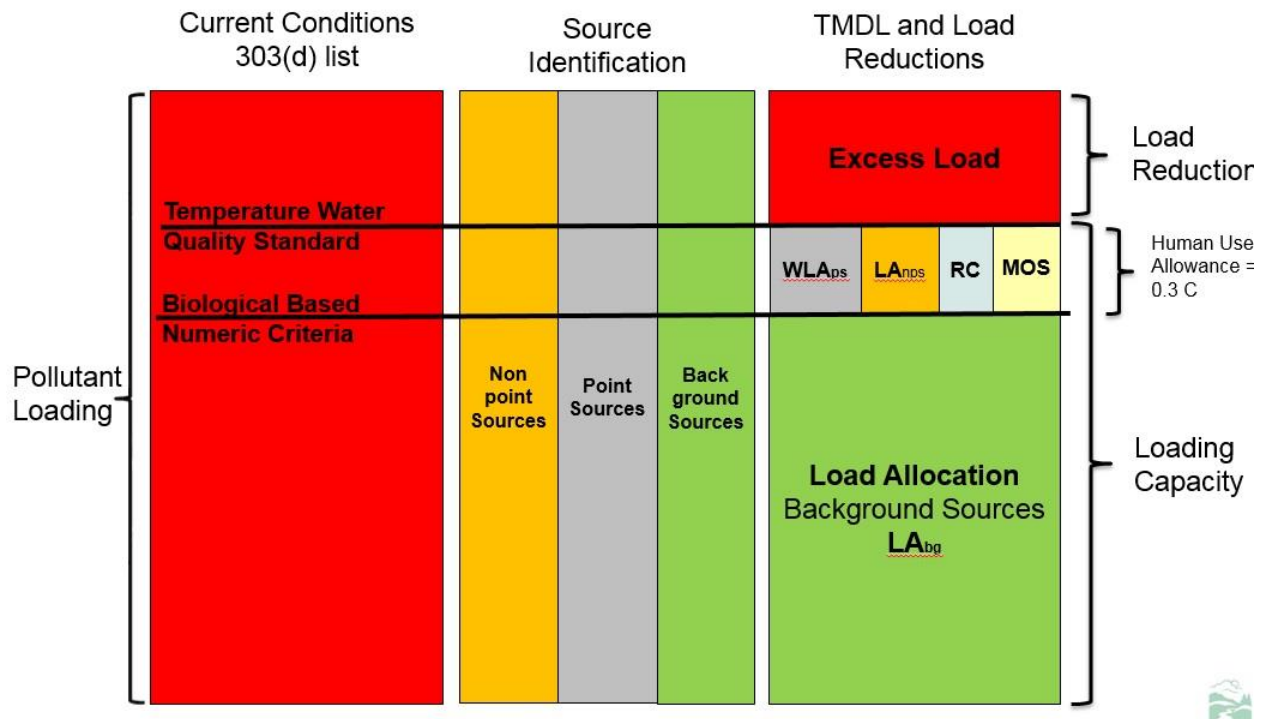 Current Conditions
303(d) list
Source
Identification
TMDL and Load
Reductions
Excess Load
Load
Reduction
Temperature Water
Quality Standard
WLAps
LAnps
RC
MOS
Human Use
Allowance =
0.3 C
Biological Based
Numeric Criteria
Pollutant
Loading
Non
point
Sources
Point
Sources
Back
ground
Sources
Load Allocation
Background Sources
LAbg
Loading
Capacity